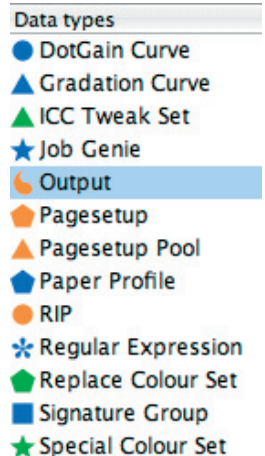 Data types
DotGain Curve
Gradation Curve
ICC Tweak Set
Job Genie
Output
Pagesetup
Pagesetup Pool
Paper Profile
RIP
Regular Expression
Replace Colour Set
Signature Group
Special Colour Set